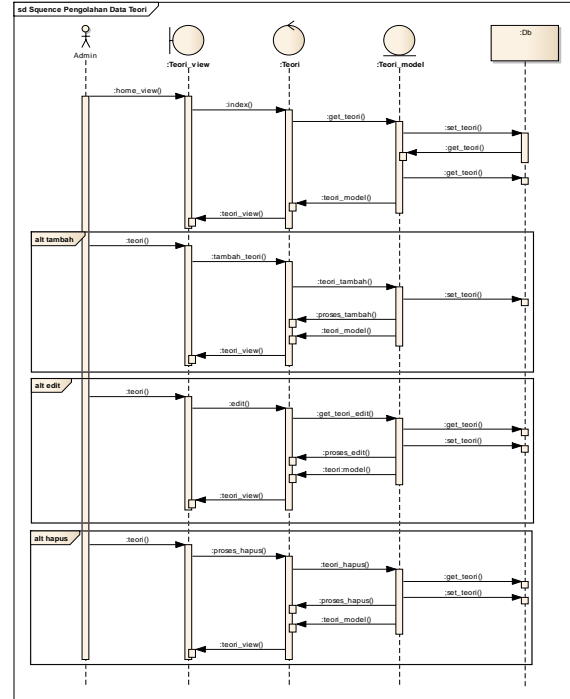 sd Squence Pengolahan Data Teori
Admin
:Teori_view
:Teori
:Teori_model
:Db
:home_view()
:index()
:get_teori()
:set_teori()
:get_teori()
:get_teori()
:teori_model()
:teori_view()
alt tambah
:teori()
:tambah_teori()
:teori_tambah()
:set_teori()
:proses_tambah()
:teori_model()
:teori_view()
alt edit
:teori()
:edit()
:get_teori_edit()
:get_teori()
:set_teori()
:proses_edit()
:teori:model()
:teori_view()
alt hapus
:teori()
:proses_hapus()
:teori_hapus()
:get_teori()
:set_teori()
:proses_hapus()
:teori_model()
:teori_view()